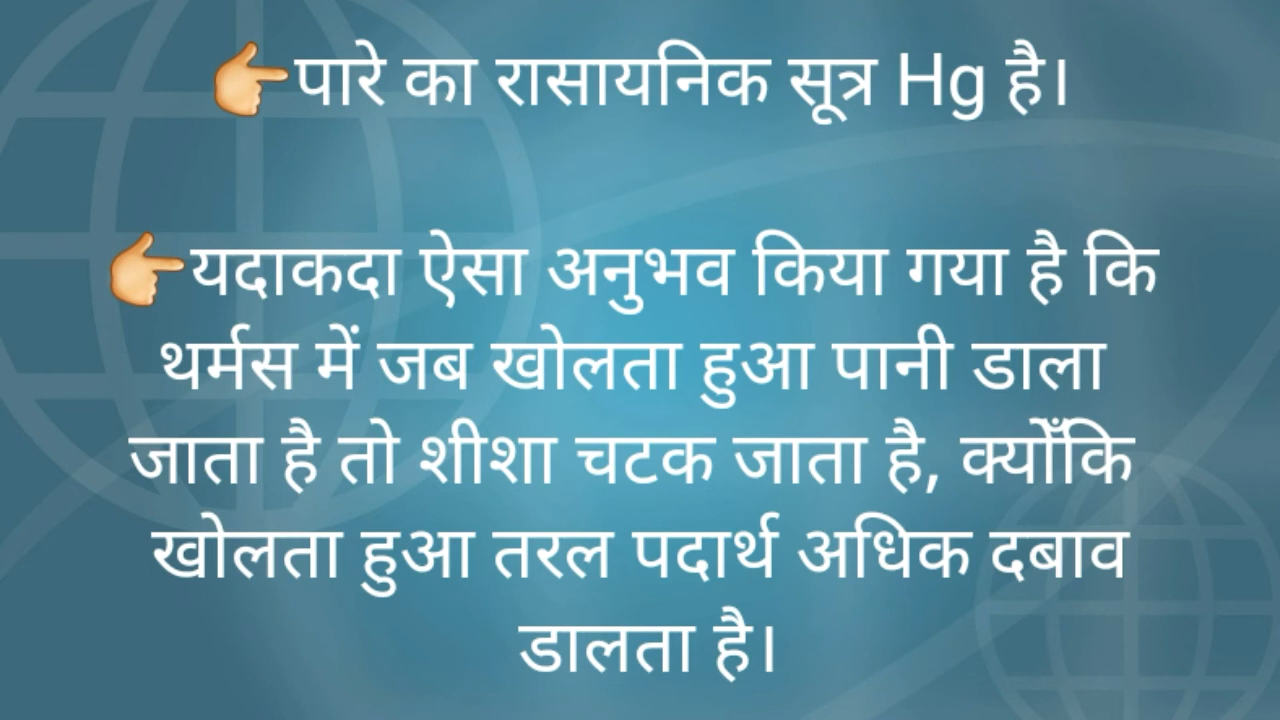 👉पारे का रासायनिक सूत्र Hg है।
👉यदाकदा ऐसा अनुभव किया गया है कि
थर्मस में जब खोलता हुआ पानी डाला
जाता है तो शीशा चटक जाता है, क्योँकि
खोलता हुआ तरल पदार्थ अधिक दबाव
डालता है।